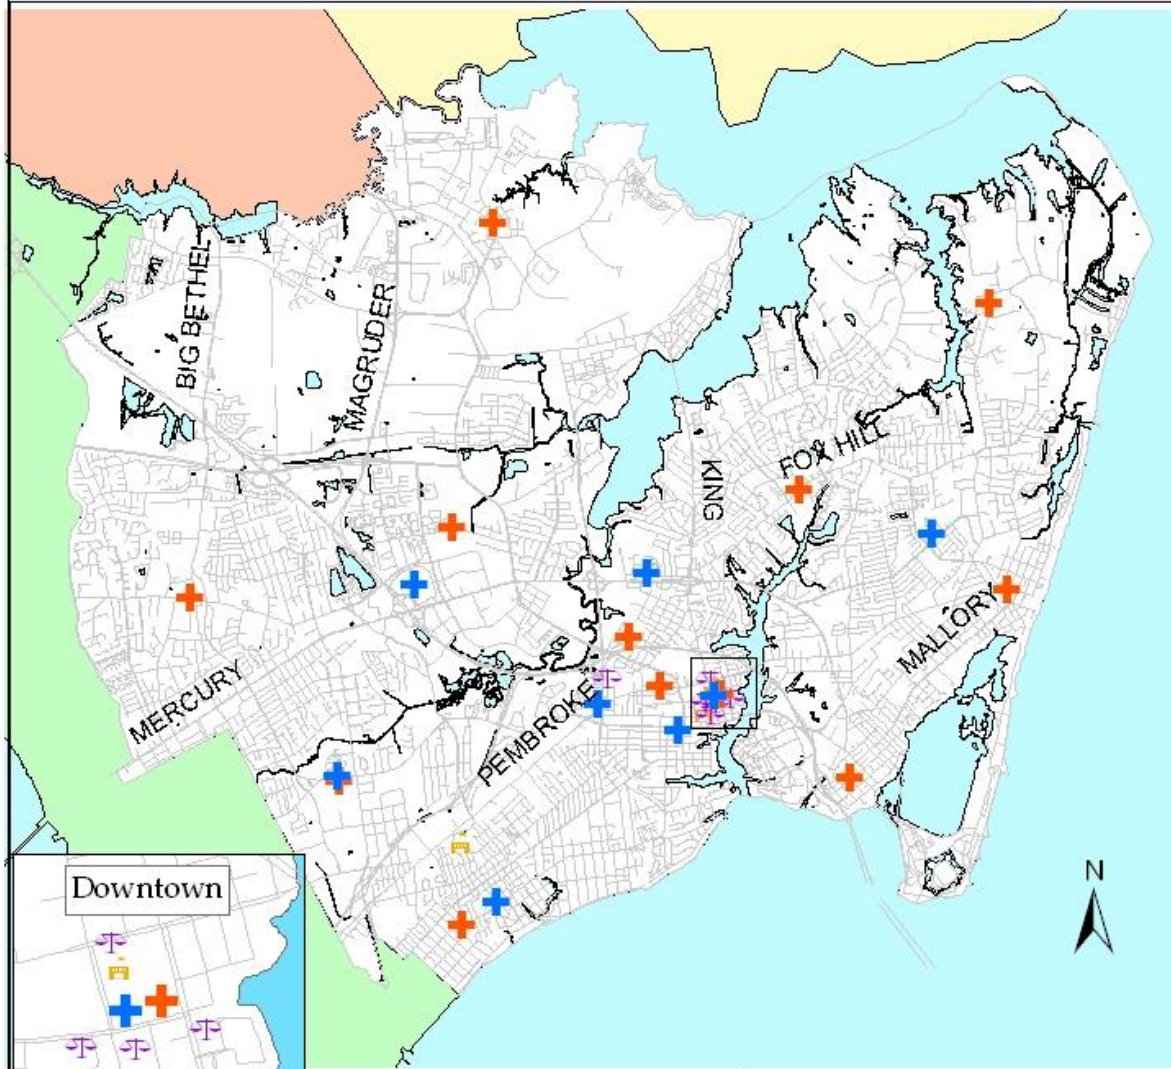 BIG BETHEL
MAGRUDER
KING
FOX HILL
MALLORY
MERCURY
PEMBROKE
Downtown
N